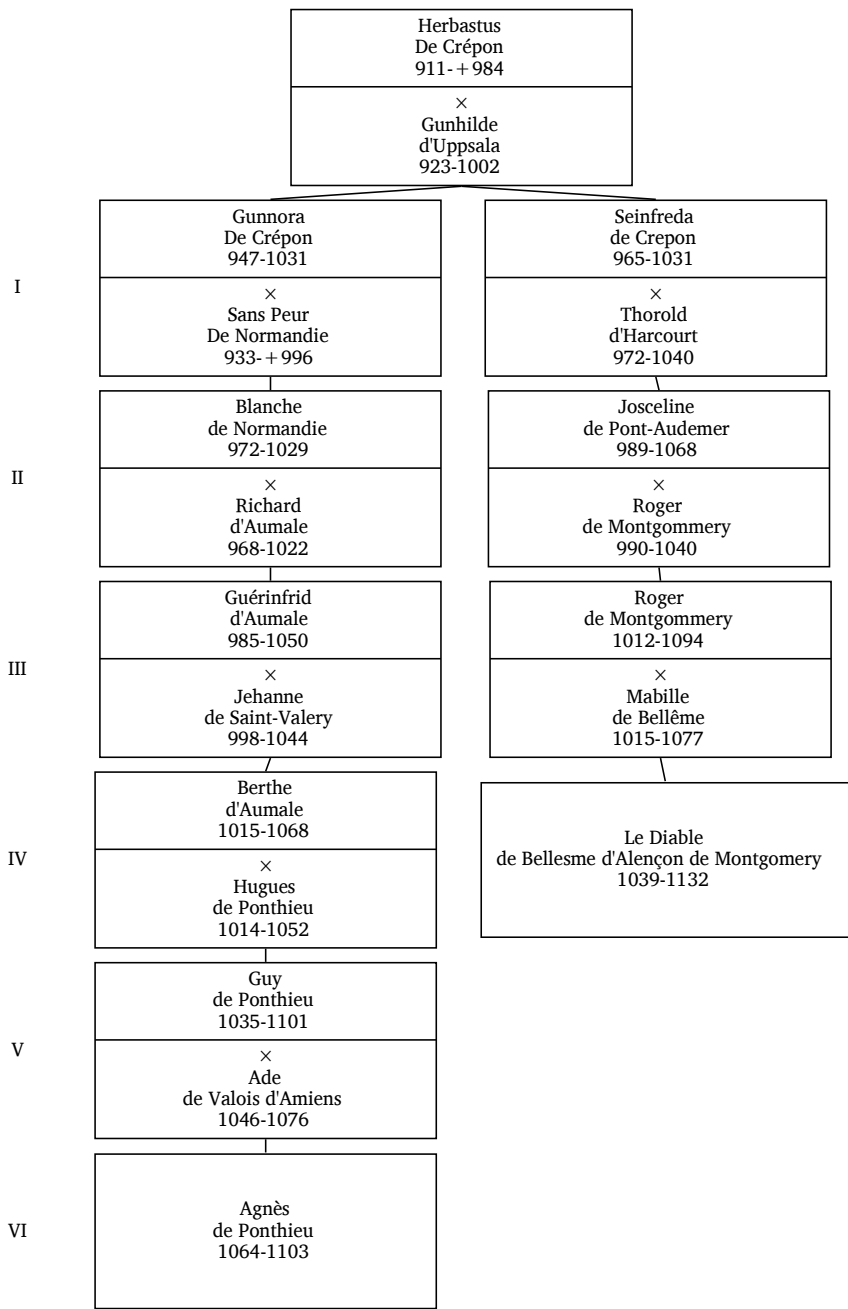 Herbastus
De Crépon
911-+984
×
Gunhilde
d'Uppsala
923-1002
I
Gunnora
De Crépon
947-1031
×
Sans Peur
De Normandie
933-+996
Seinfreda
de Crepon
965-1031
×
Thorold
d'Harcourt
972-1040
II
Blanche
de Normandie
972-1029
×
Richard
d'Aumale
968-1022
Josceline
de Pont-Audemer
989-1068
×
Roger
de Montgommery
990-1040
III
Guérinfrid
d'Aumale
985-1050
×
Jehanne
de Saint-Valery
998-1044
Roger
de Montgommery
1012-1094
×
Mabille
de Bellême
1015-1077
IV
Berthe
d'Aumale
1015-1068
×
Hugues
de Ponthieu
1014-1052
Le Diable
de Bellesme d'Alençon de Montgomery
1039-1132
V
Guy
de Ponthieu
1035-1101
×
Ade
de Valois d'Amiens
1046-1076
VI
Agnès
de Ponthieu
1064-1103